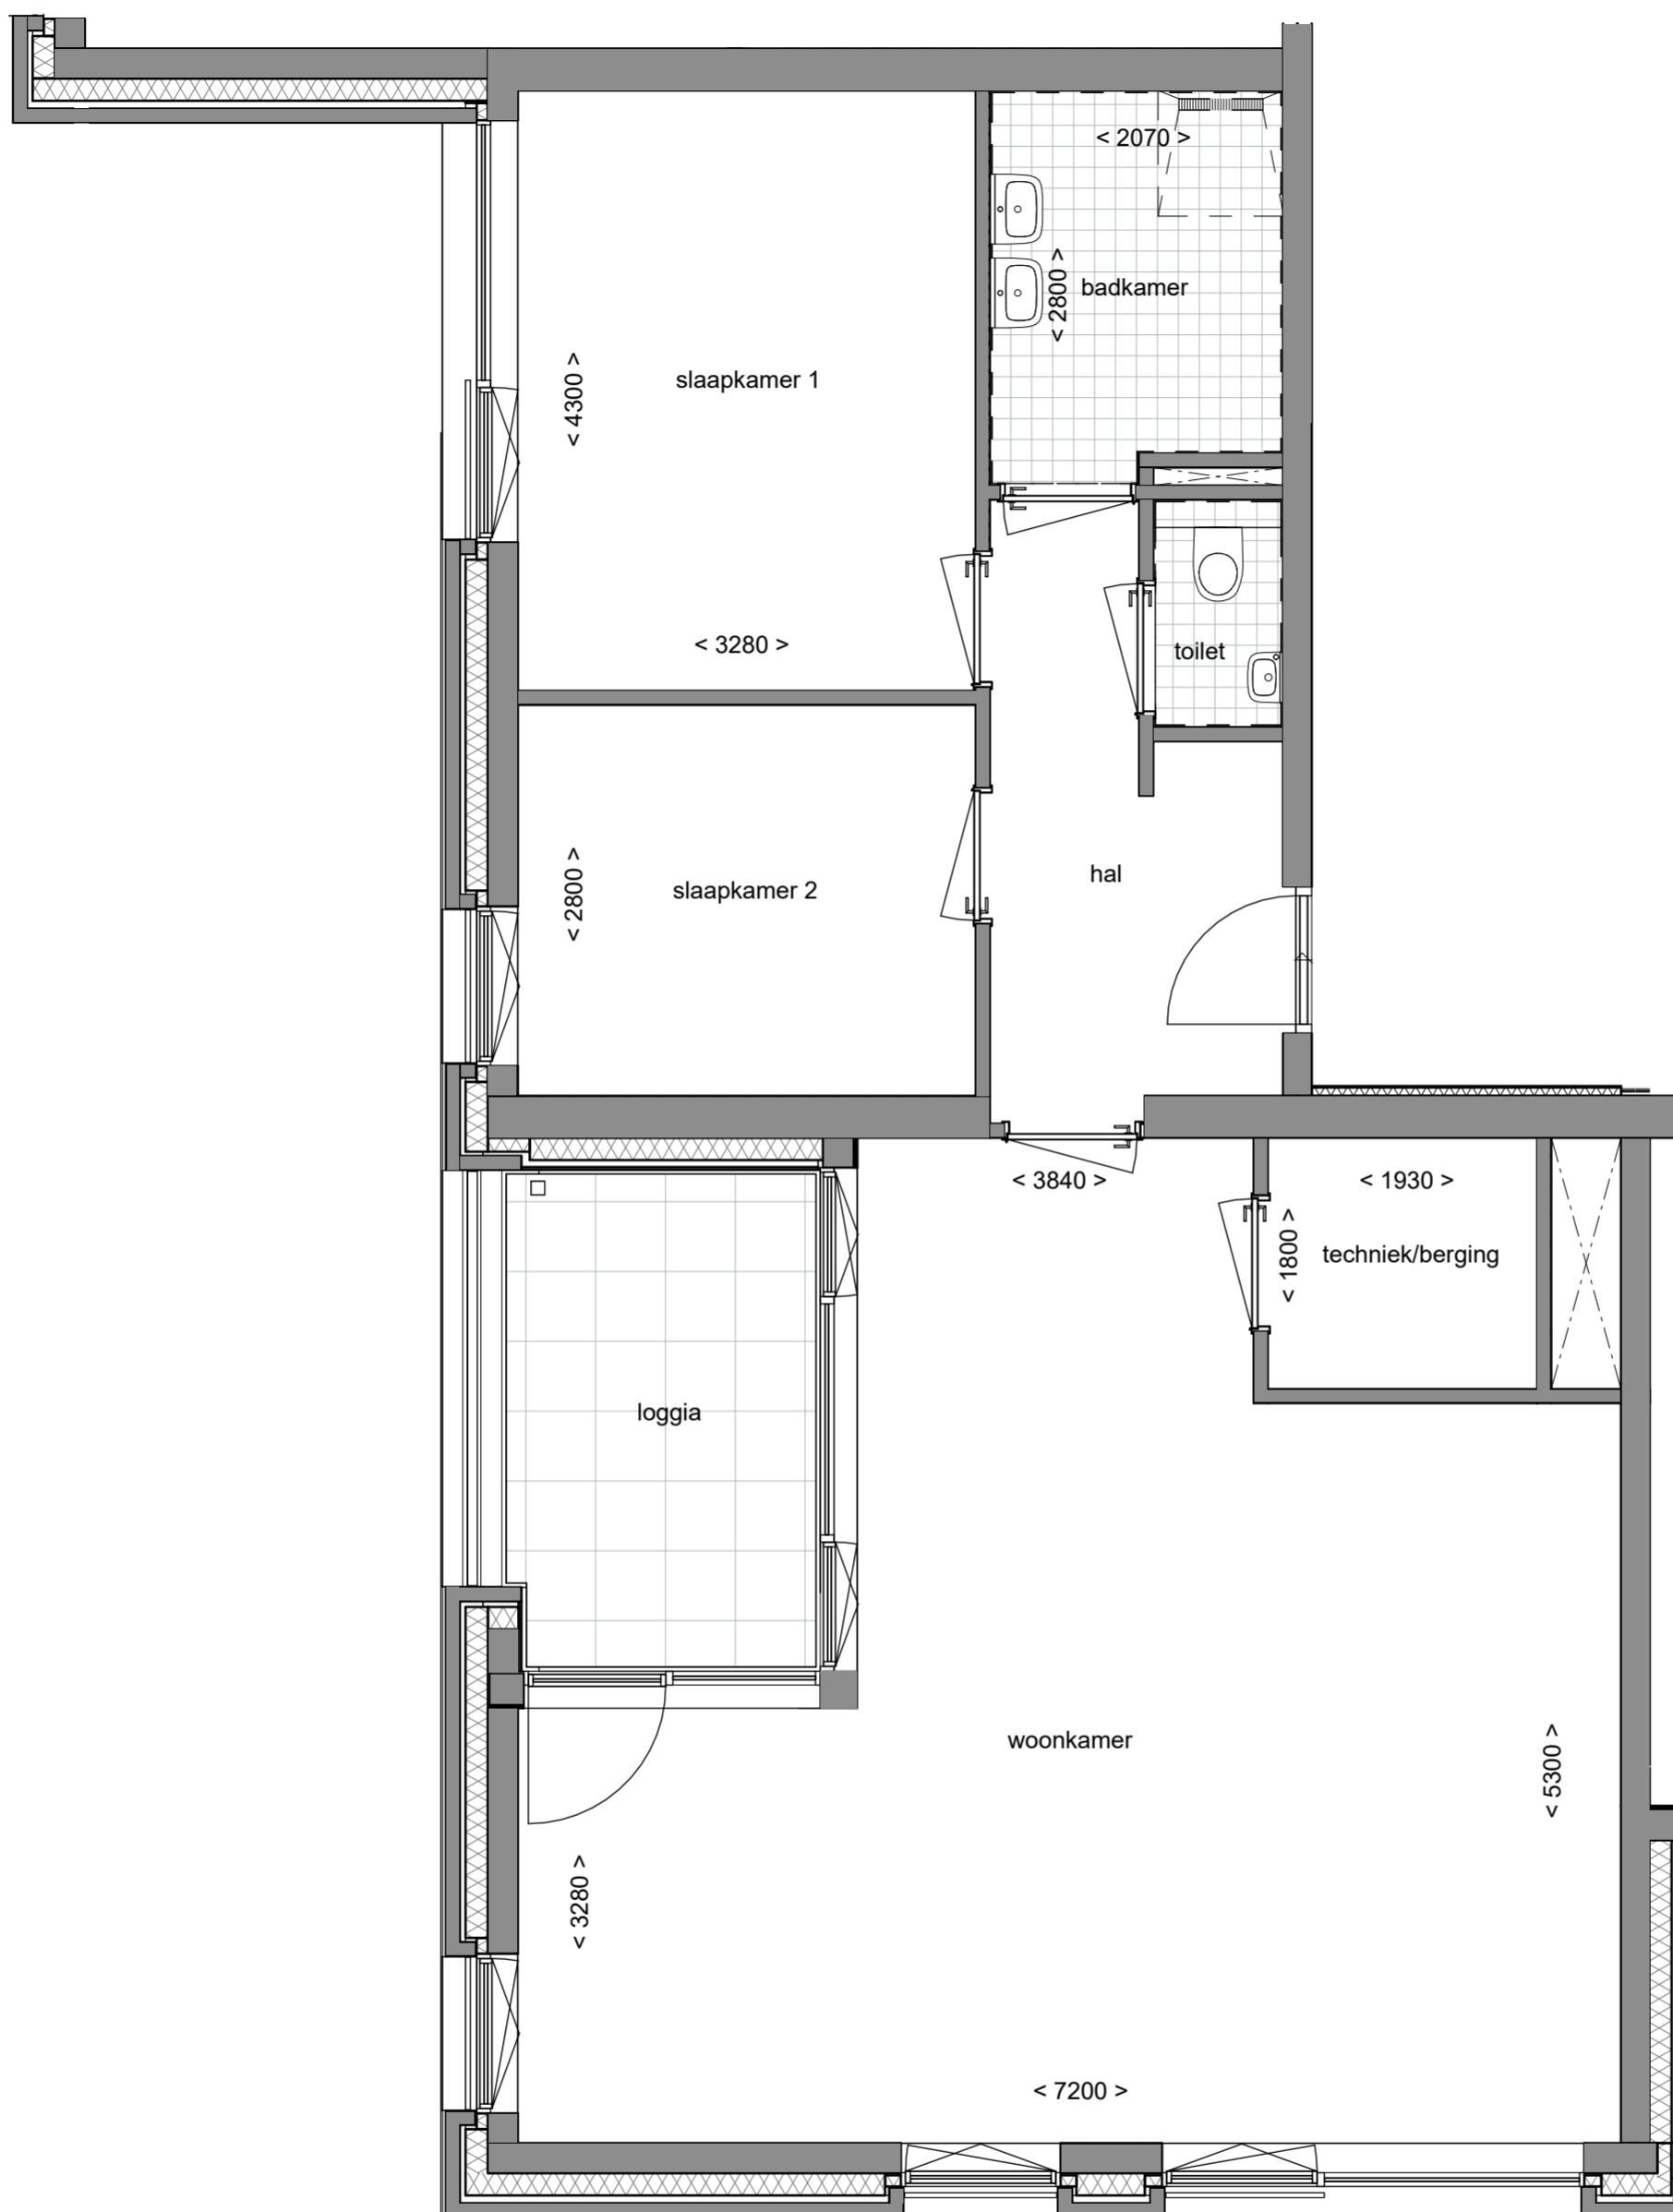 < 2070 >
< 2800 >
badkamer
slaapkamer 1
< 4300 >
< 3280 >
toilet
hal
slaapkamer 2
< 2800 >
< 3840 >
< 1930 >
< 1800 >
techniek/berging
loggia
woonkamer
< 5300 >
< 3280 >
< 7200 >